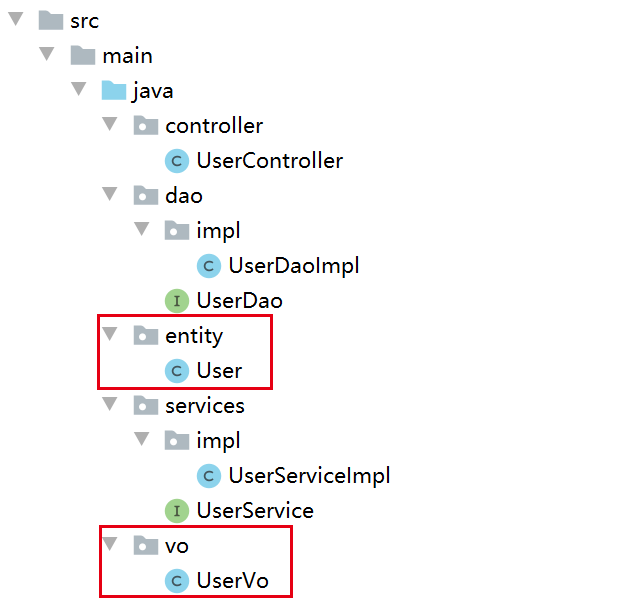 src
main
java
controller
C UserController
dao
impl
C UserDaoImpl
I UserDao
entity
C User
services
impl
C UserServiceImpl
I UserService
vo
C UserVo